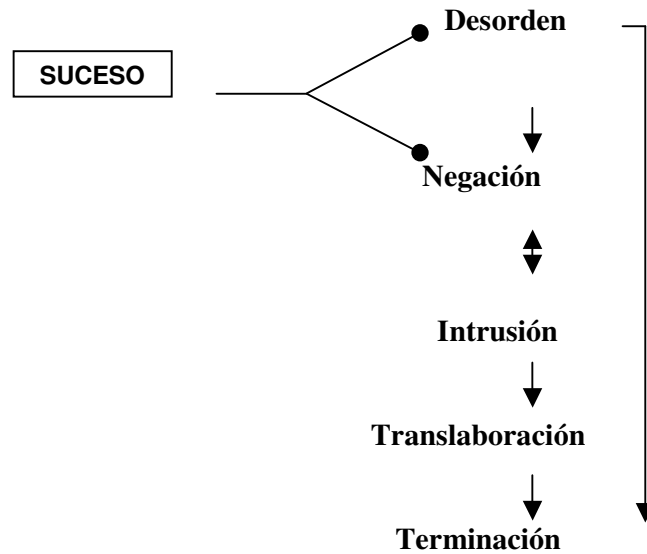 Desorden
SUCESO
Negación
Intrusión
Translaboración
Terminación